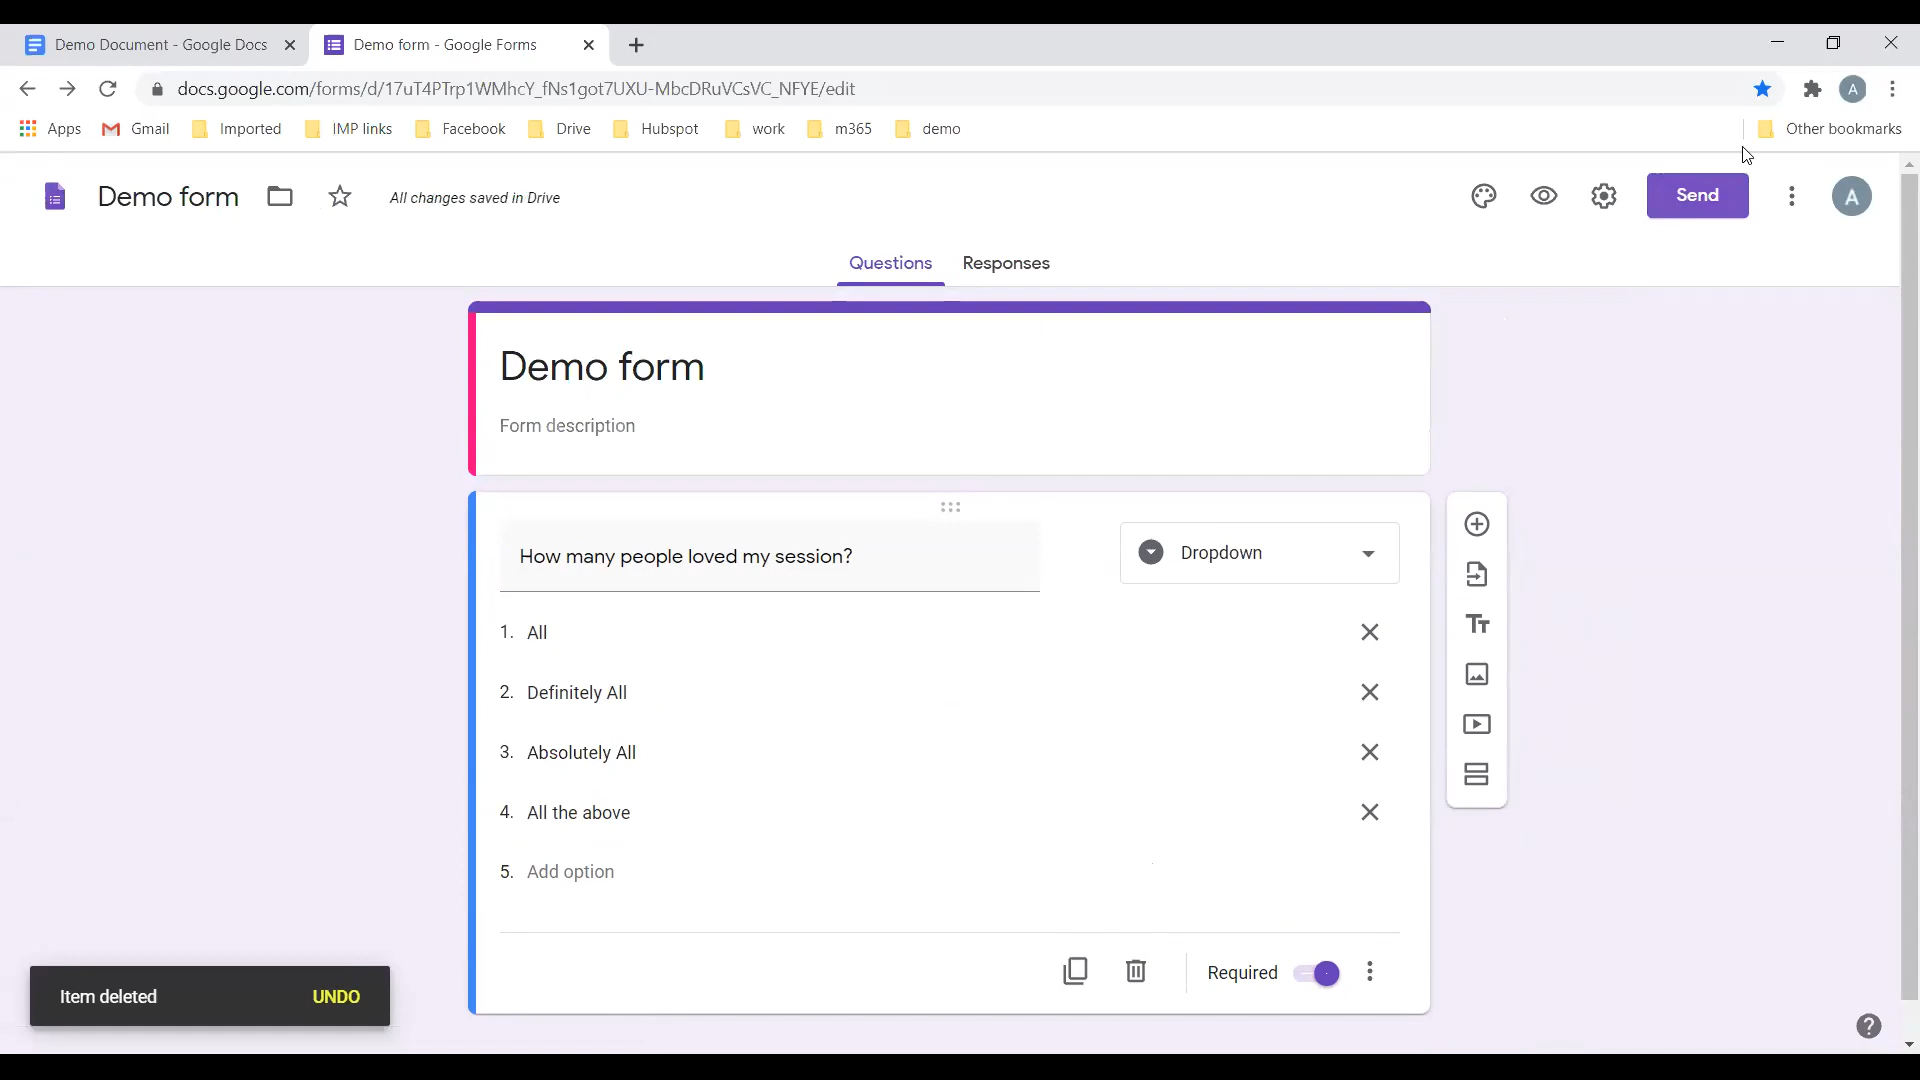 Demo Document - Google Docs
Demo form - Google Forms
docs.google.com/forms/d/17uT4PTrp1WMhcY_fNs1got7UXU-MbcDRuVCsVC_NFYE/edit
A
Apps Gmail Imported IMP links Facebook Drive Hubspot work m365 demo Other bookmarks
Demo form All changes saved in Drive Send A
Questions Responses
Demo form
Form description
How many people loved my session? Dropdown
1. All
2. Definitely All
3. Absolutely All
4. All the above
5. Add option
Required
Item deleted UNDO